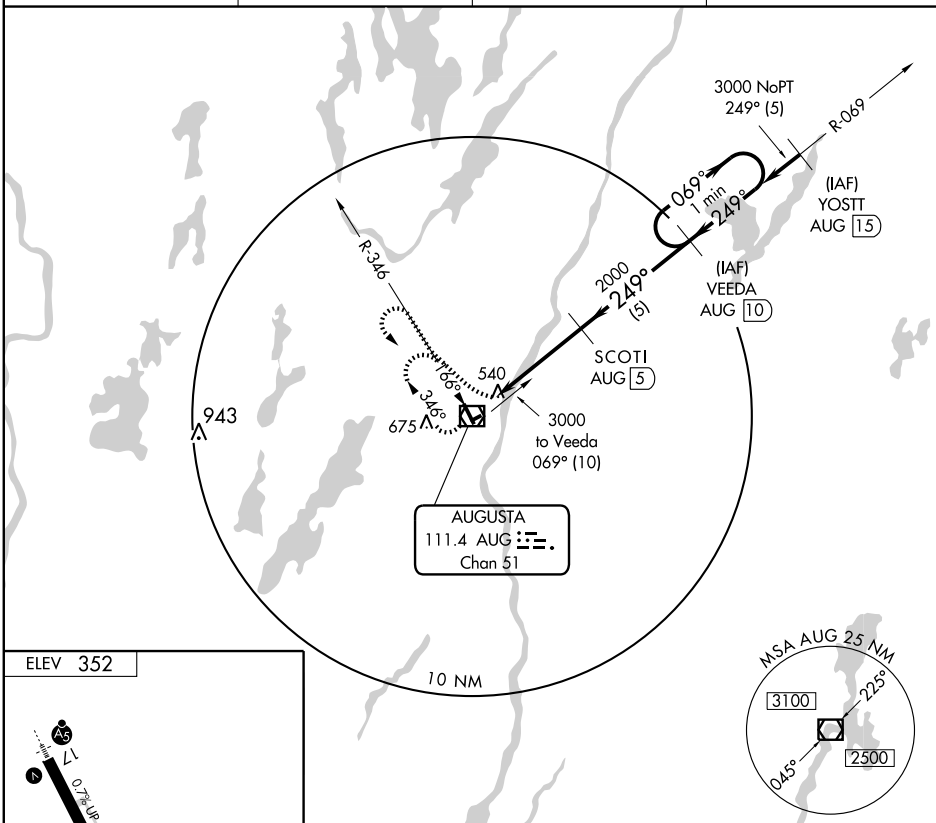 3000 NoPT
249° (5)
R-069
(IAF)
YOSTT
AUG 15
069°
1 min
249°
(IAF)
VEEDA
AUG 10
R-346
2000
249°
(5)
SCOTI
AUG 5
540
166°
346°
943
675
3000
to Veeda
069° (10)
AUGUSTA
111.4 AUG
Chan 51
10 NM
MSA AUG 25 NM
3100
225°
045°
2500
ELEV 352
A5
17
V
0.7% UP